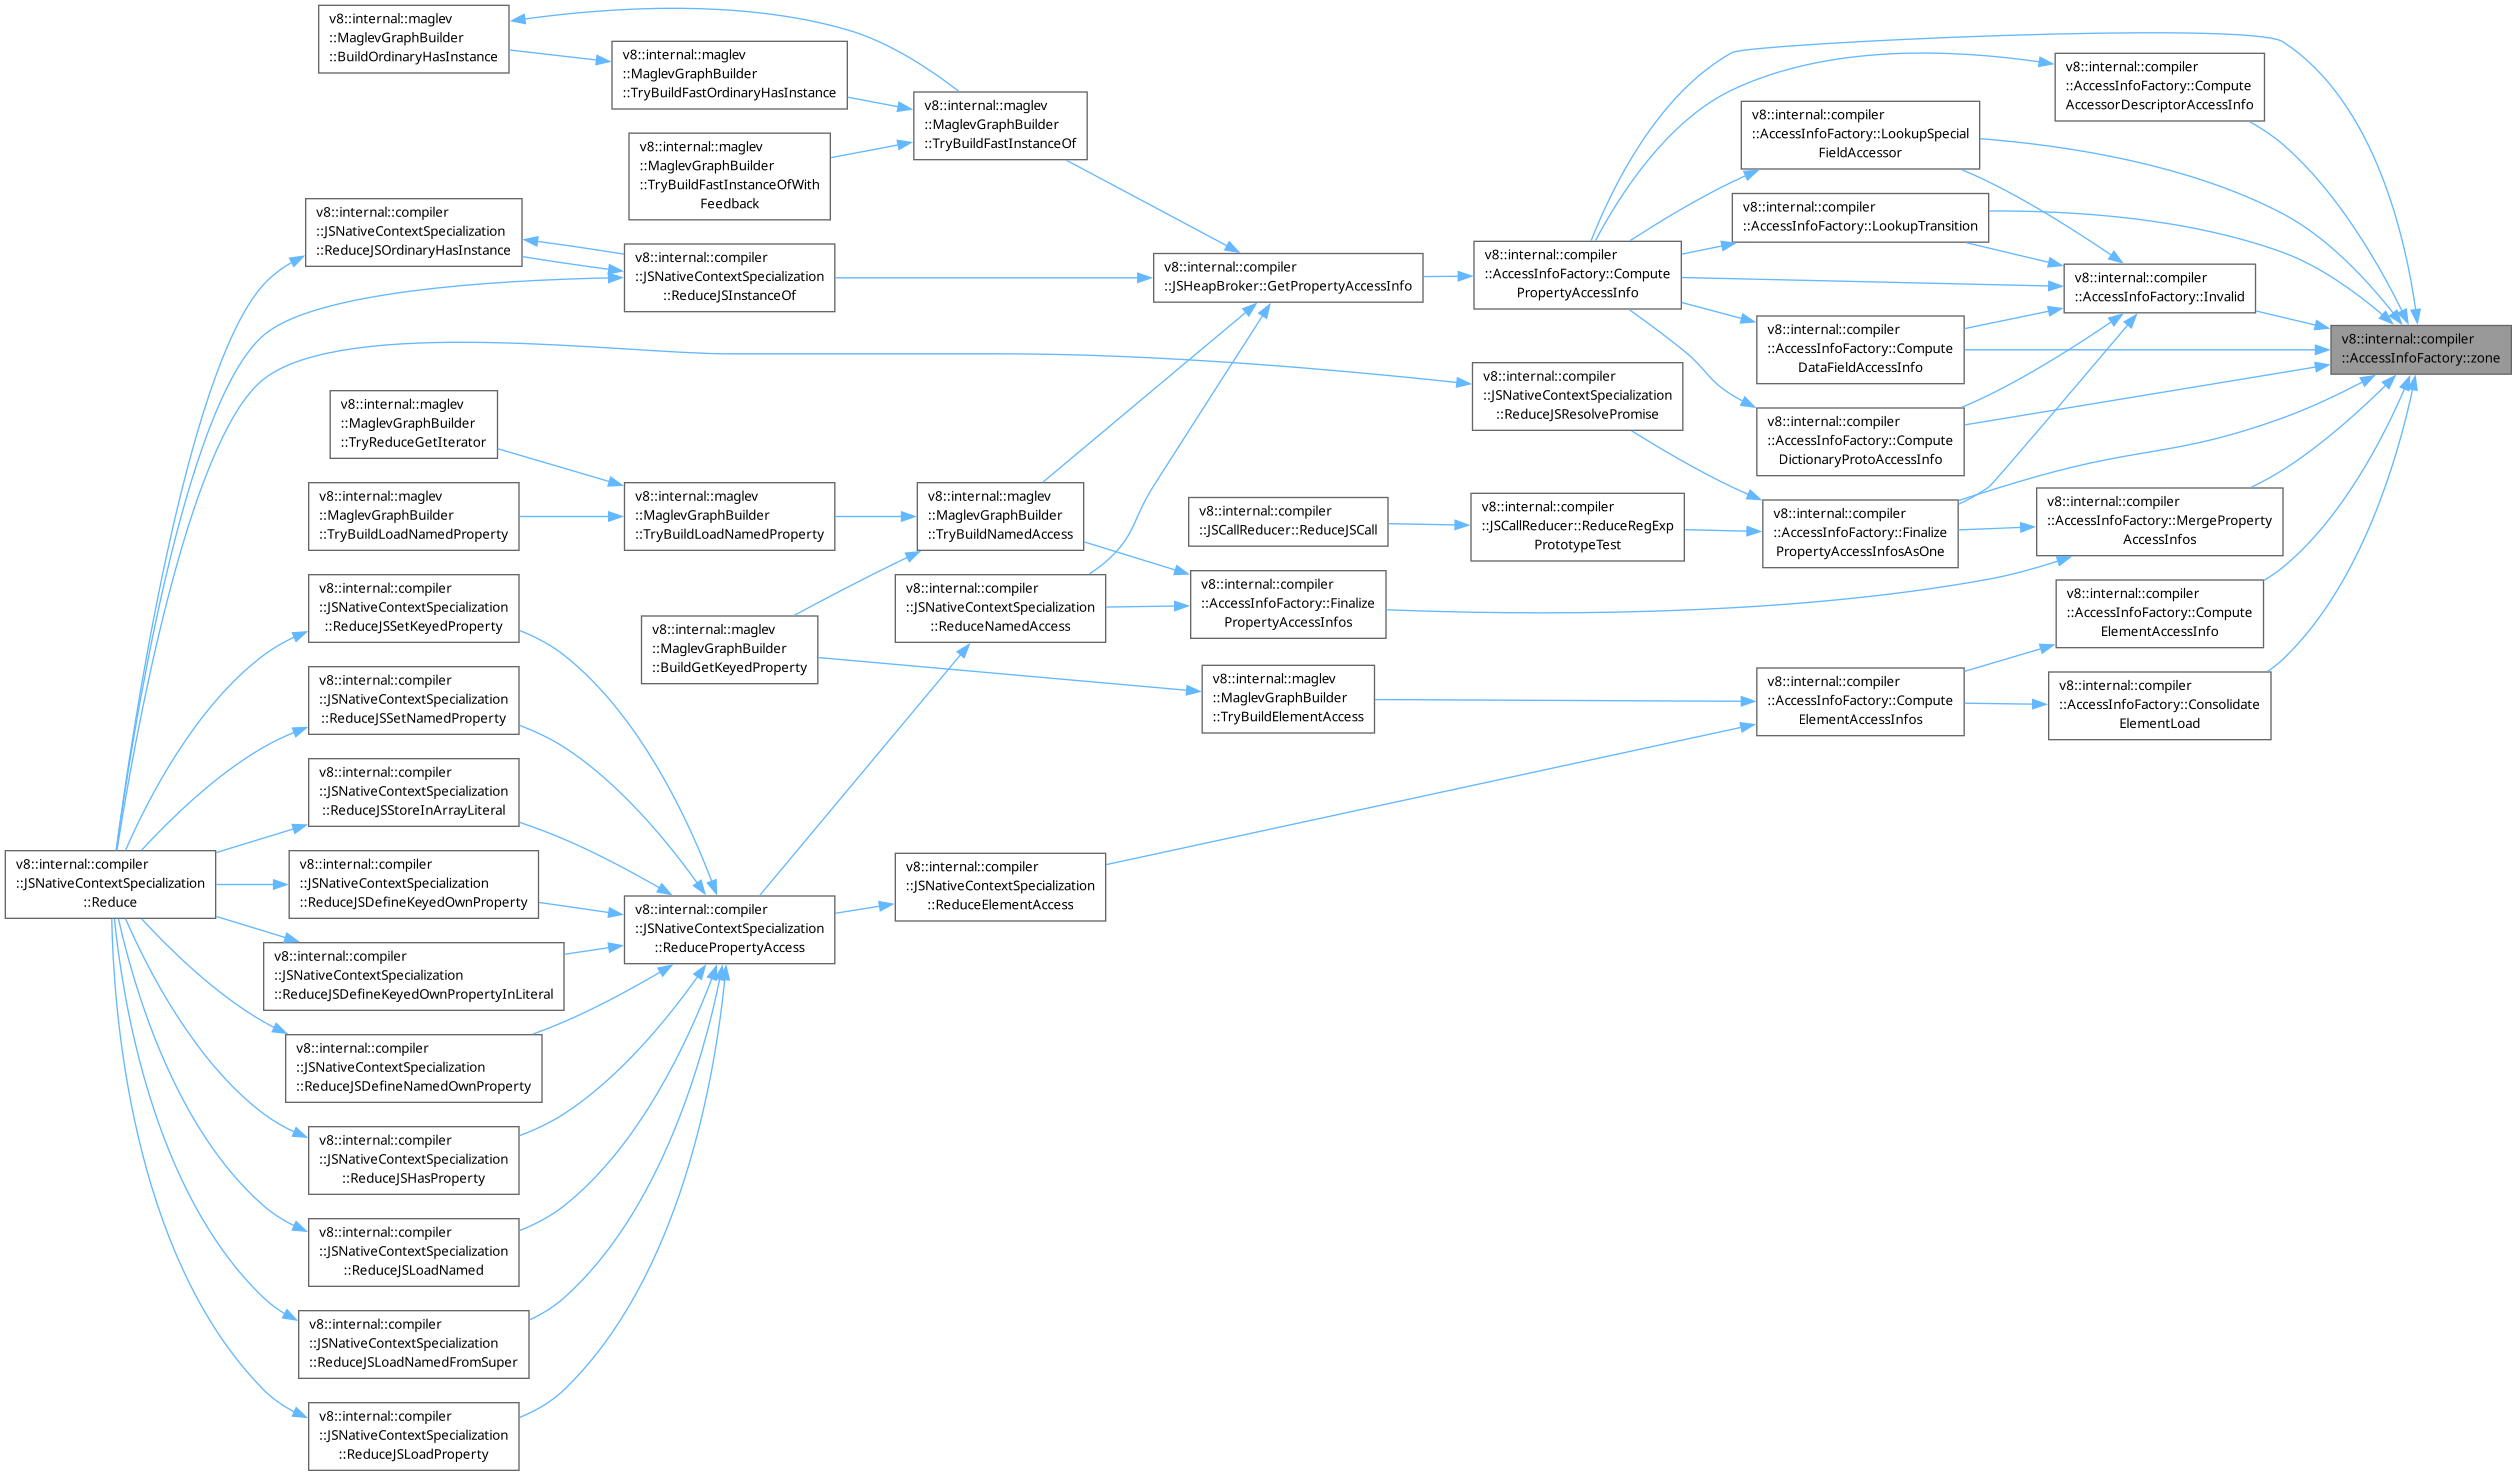 v8::internal::maglev
::MaglevGraphBuilder
::BuildOrdinaryHasInstance
v8::internal::maglev
::MaglevGraphBuilder
::TryBuildFastOrdinaryHasInstance
v8::internal::maglev
::MaglevGraphBuilder
::TryBuildFastInstanceOf
v8::internal::maglev
::MaglevGraphBuilder
::TryBuildFastInstanceOfWith
Feedback
v8::internal::compiler
::AccessInfoFactory::Compute
AccessorDescriptorAccessInfo
v8::internal::compiler
::AccessInfoFactory::LookupSpecial
FieldAccessor
v8::internal::compiler
::AccessInfoFactory::LookupTransition
v8::internal::compiler
::JSNativeContextSpecialization
::ReduceJSOrdinaryHasInstance
v8::internal::compiler
::JSNativeContextSpecialization
::ReduceJSInstanceOf
v8::internal::compiler
::JSHeapBroker::GetPropertyAccessInfo
v8::internal::compiler
::AccessInfoFactory::Compute
PropertyAccessInfo
v8::internal::compiler
::AccessInfoFactory::Invalid
v8::internal::compiler
::AccessInfoFactory::Compute
DataFieldAccessInfo
v8::internal::compiler
::AccessInfoFactory::zone
v8::internal::compiler
::JSNativeContextSpecialization
::ReduceJSResolvePromise
v8::internal::compiler
::AccessInfoFactory::Compute
DictionaryProtoAccessInfo
v8::internal::maglev
::MaglevGraphBuilder
::TryReduceGetIterator
v8::internal::maglev
::MaglevGraphBuilder
::TryBuildLoadNamedProperty
v8::internal::maglev
::MaglevGraphBuilder
::TryBuildLoadNamedProperty
v8::internal::maglev
::MaglevGraphBuilder
::TryBuildNamedAccess
v8::internal::compiler
::JSCallReducer::ReduceJSCall
v8::internal::compiler
::JSCallReducer::ReduceRegExp
PrototypeTest
v8::internal::compiler
::AccessInfoFactory::Finalize
PropertyAccessInfosAsOne
v8::internal::compiler
::AccessInfoFactory::MergeProperty
AccessInfos
v8::internal::compiler
::JSNativeContextSpecialization
::ReduceJSSetKeyedProperty
v8::internal::maglev
::MaglevGraphBuilder
::BuildGetKeyedProperty
v8::internal::compiler
::JSNativeContextSpecialization
::ReduceNamedAccess
v8::internal::compiler
::AccessInfoFactory::Finalize
PropertyAccessInfos
v8::internal::compiler
::AccessInfoFactory::Compute
ElementAccessInfo
v8::internal::compiler
::JSNativeContextSpecialization
::ReduceJSSetNamedProperty
v8::internal::maglev
::MaglevGraphBuilder
::TryBuildElementAccess
v8::internal::compiler
::AccessInfoFactory::Compute
ElementAccessInfos
v8::internal::compiler
::AccessInfoFactory::Consolidate
ElementLoad
v8::internal::compiler
::JSNativeContextSpecialization
::ReduceJSStoreInArrayLiteral
v8::internal::compiler
::JSNativeContextSpecialization
::Reduce
v8::internal::compiler
::JSNativeContextSpecialization
::ReduceJSDefineKeyedOwnProperty
v8::internal::compiler
::JSNativeContextSpecialization
::ReducePropertyAccess
v8::internal::compiler
::JSNativeContextSpecialization
::ReduceElementAccess
v8::internal::compiler
::JSNativeContextSpecialization
::ReduceJSDefineKeyedOwnPropertyInLiteral
v8::internal::compiler
::JSNativeContextSpecialization
::ReduceJSDefineNamedOwnProperty
v8::internal::compiler
::JSNativeContextSpecialization
::ReduceJSHasProperty
v8::internal::compiler
::JSNativeContextSpecialization
::ReduceJSLoadNamed
v8::internal::compiler
::JSNativeContextSpecialization
::ReduceJSLoadNamedFromSuper
v8::internal::compiler
::JSNativeContextSpecialization
::ReduceJSLoadProperty